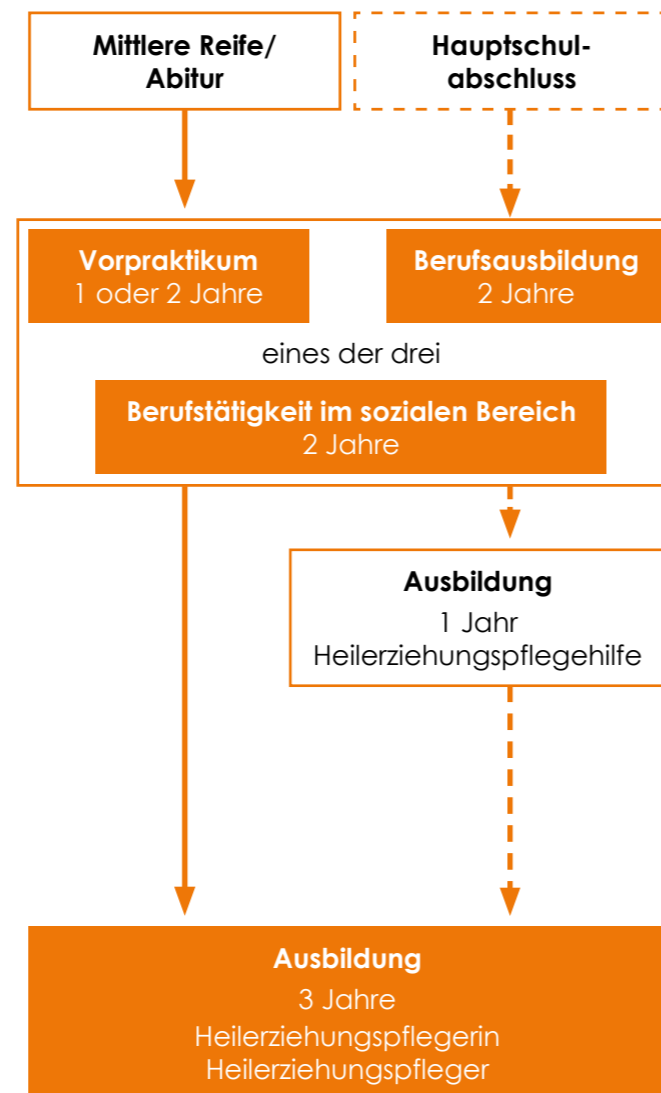 Mittlere Reife/
Abitur
Hauptschul-
abschluss
Vorpraktikum
1 oder 2 Jahre
Berufsausbildung
2 Jahre
eines der drei
Berufstätigkeit im sozialen Bereich
2 Jahre
Ausbildung
1 Jahr
Heilerziehungspflegehilfe
Ausbildung
3 Jahre
Heilerziehungspflegerin
Heilerziehungspfleger